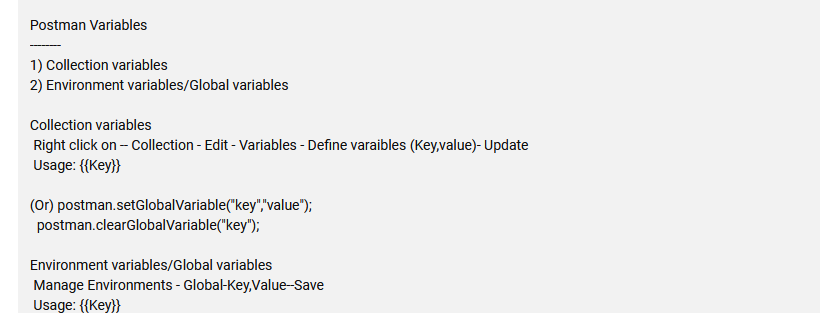 Postman Variables
--------
1) Collection variables
2) Environment variables/Global variables
Collection variables
Right click on -- Collection - Edit - Variables - Define varaibles (Key,value)- Update
Usage: {{Key}}
(Or) postman.setGlobalVariable("key","value");
postman.clearGlobalVariable("key");
Environment variables/Global variables
Manage Environments - Global-Key,Value--Save
Usage: {{Key}}